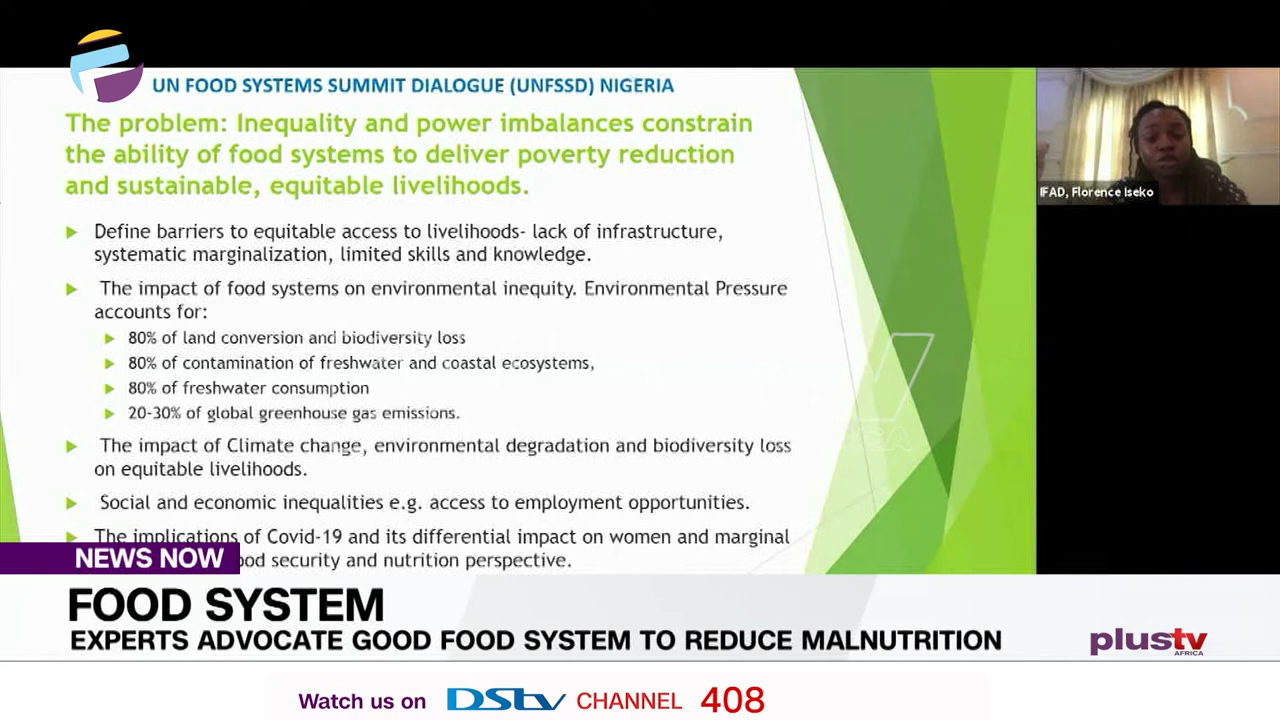 UN FOOD SYSTEMS SUMMIT DIALOGUE (UNFSSD) NIGERIA
The problem: Inequality and power imbalances constrain
the ability of food systems to deliver poverty reduction
and sustainable, equitable livelihoods.
Define barriers to equitable access to livelihoods- lack of infrastructure,
systematic marginalization, limited skills and knowledge.
The impact of food systems on environmental inequity. Environmental Pressure
accounts for:
80% of land conversion and biodiversity loss
80% of contamination of freshwater and coastal ecosystems,
80% of freshwater consumption
20-30% of global greenhouse gas emissions.
The impact of Climate change, environmental degradation and biodiversity loss
on equitable livelihoods.
Social and economic inequalities e.g. access to employment opportunities.
The implications of Covid-19 and its differential impact on women and marginal
security and nutrition perspective.
IFAD, Florence Iseko
NEWS NOW
FOOD SYSTEM
EXPERTS ADVOCATE GOOD FOOD SYSTEM TO REDUCE MALNUTRITION
plustv
AFRICA
Watch us on DStv CHANNEL 408